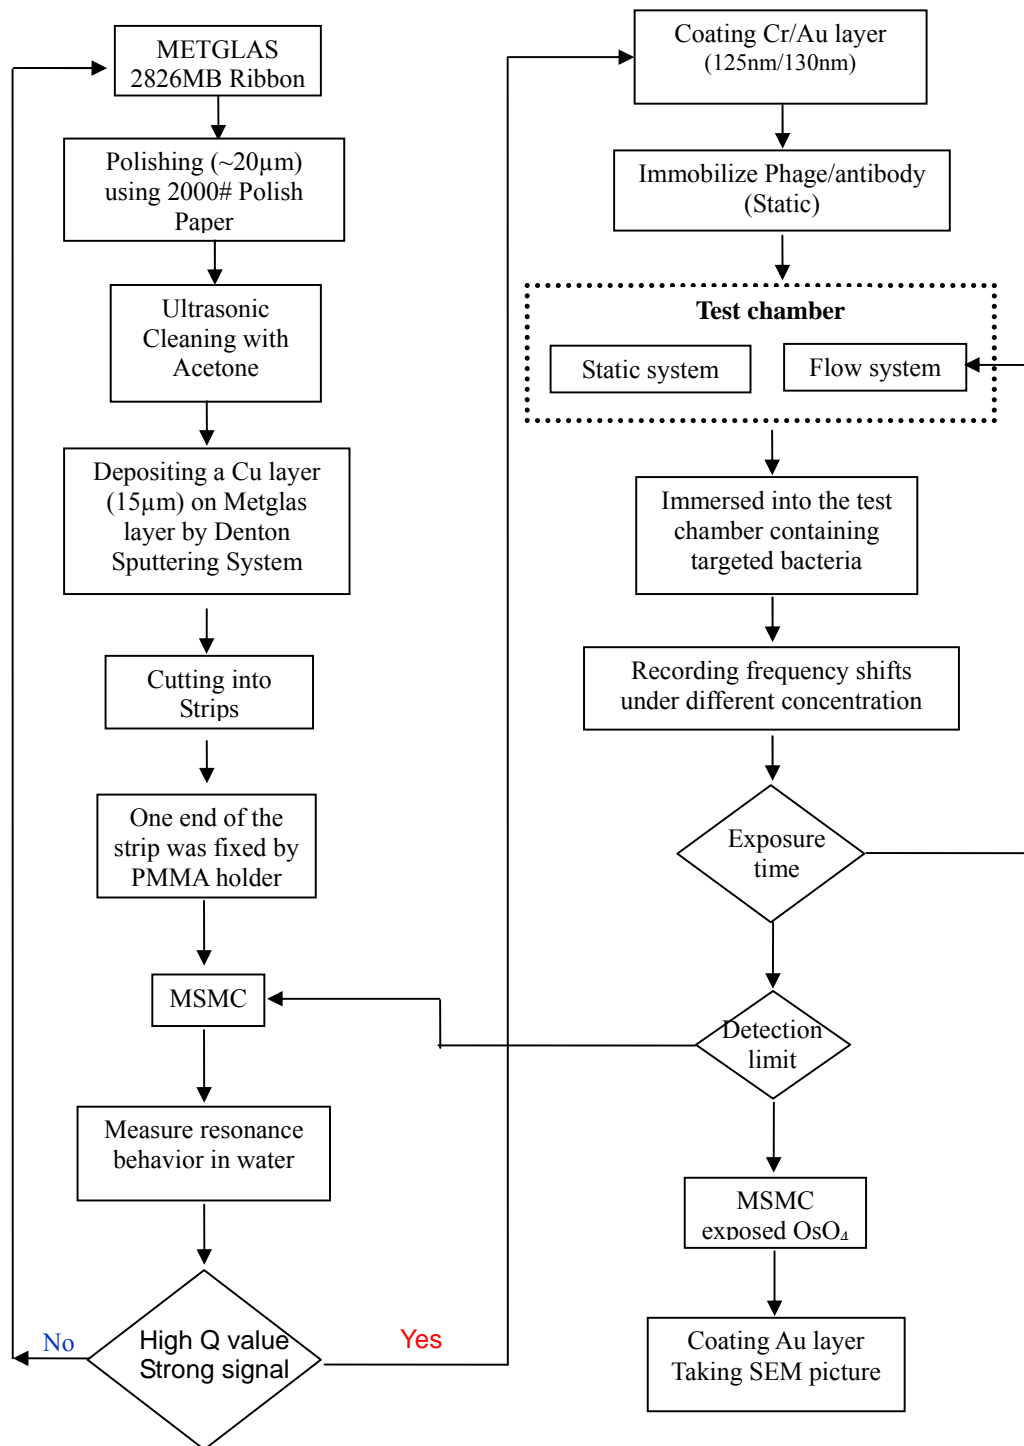 METGLAS
2826MB Ribbon
Polishing (~20µm)
using 2000# Polish
Paper
Ultrasonic
Cleaning with
Acetone
Depositing a Cu layer
(15µm) on Metglas
layer by Denton
Sputtering System
Cutting into
Strips
One end of the
strip was fixed by
PMMA holder
MSMC
Measure resonance
behavior in water
High Q value
Strong signal
No
Yes
Coating Cr/Au layer
(125nm/130nm)
Immobilize Phage/antibody
(Static)
Test chamber
Static system
Flow system
Immersed into the test
chamber containing
targeted bacteria
Recording frequency shifts
under different concentration
Exposure
time
Detection
limit
MSMC
exposed OsO₄
Coating Au layer
Taking SEM picture